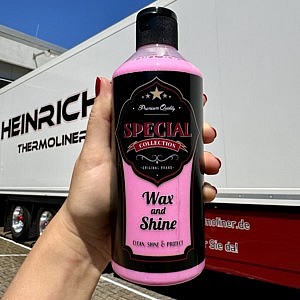 Premium Quality
SPECIAL
COLLECTION
ORIGINAL BRAND
Wax
and
Shine
CLEAN, SHINE & PROTECT
HEINRICH
THERMOLINER
moliner.de
r Sie da!